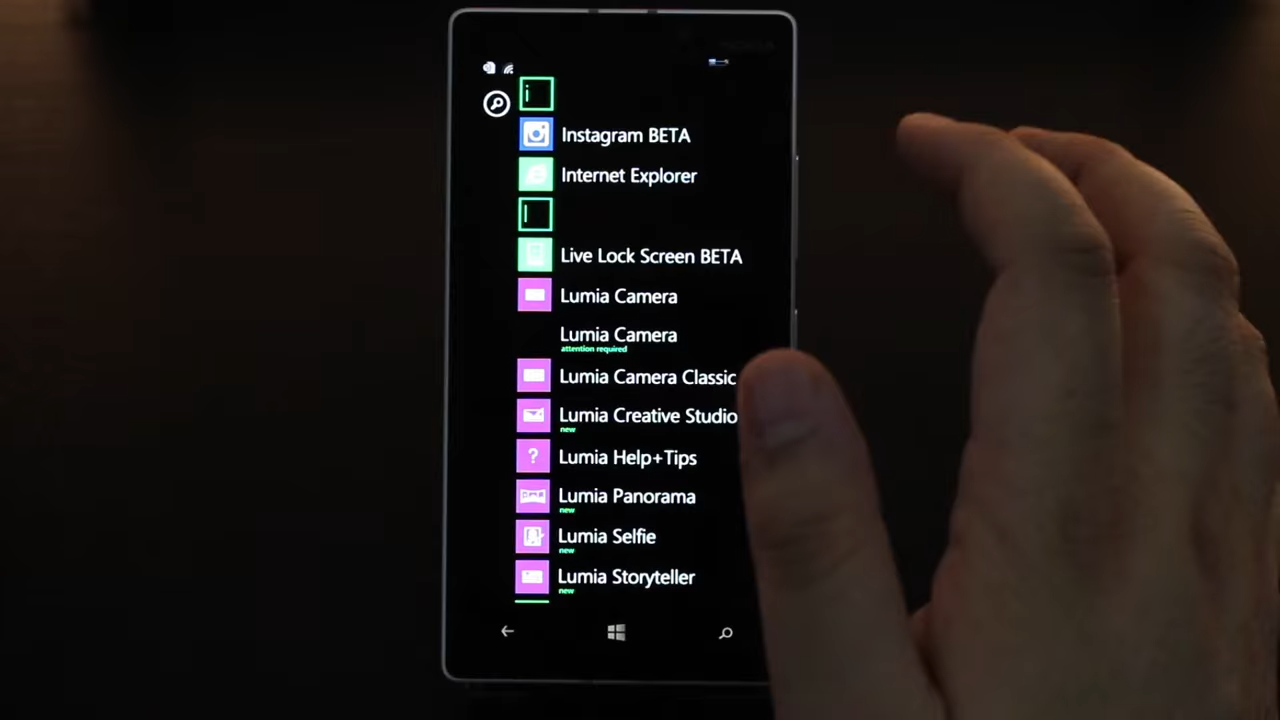 NOKIA
i
Instagram BETA
Internet Explorer
l
Live Lock Screen BETA
Lumia Camera
Lumia Camera
attention required
Lumia Camera Classic
Lumia Creative Studio
new
Lumia Help+Tips
Lumia Panorama
new
Lumia Selfie
new
Lumia Storyteller
new